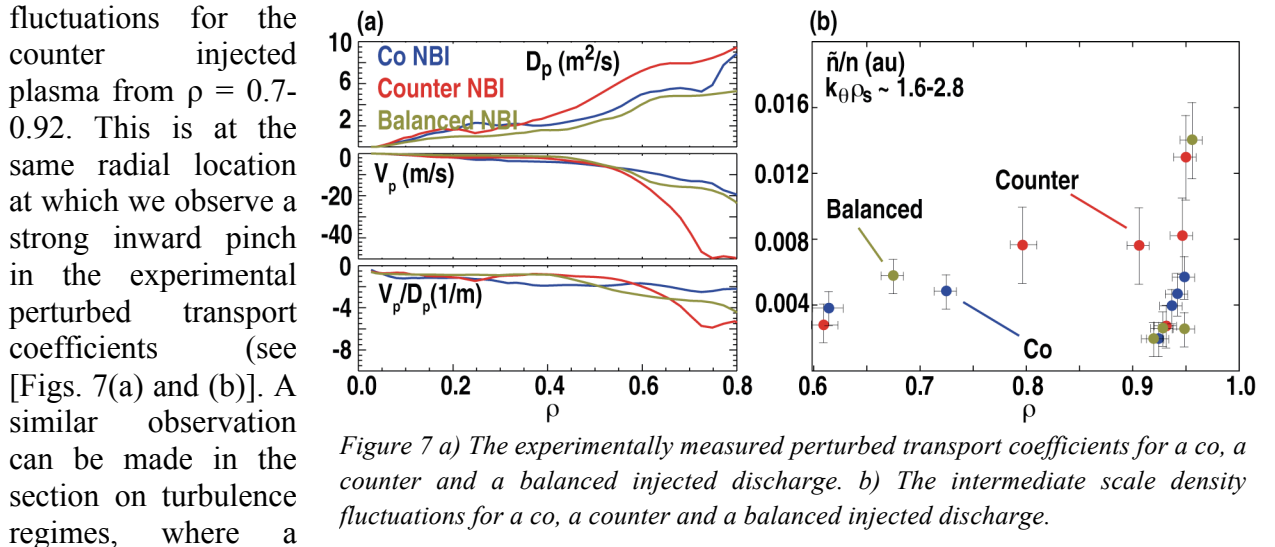 fluctuations for the
counter injected
plasma from ρ = 0.7-
0.92. This is at the
same radial location
at which we observe a
strong inward pinch
in the experimental
perturbed transport
coefficients (see
[Figs. 7(a) and (b)]. A
similar observation
can be made in the
section on turbulence
regimes, where a
(a)
10
8
6
4
2
Co NBI
Counter NBI
Balanced NBI
Dp (m²/s)
0
-20
-40
Vp (m/s)
0
-4
-8
Vp/Dp(1/m)
0.0 0.2 0.4 0.6 0.8
ρ
(b)
ñ/n (au)
kθρs ~ 1.6-2.8
0.016
0.012
0.008
0.004
Counter
Balanced
Co
0.6 0.7 0.8 0.9 1.0
ρ
Figure 7 a) The experimentally measured perturbed transport coefficients for a co, a
counter and a balanced injected discharge. b) The intermediate scale density
fluctuations for a co, a counter and a balanced injected discharge.